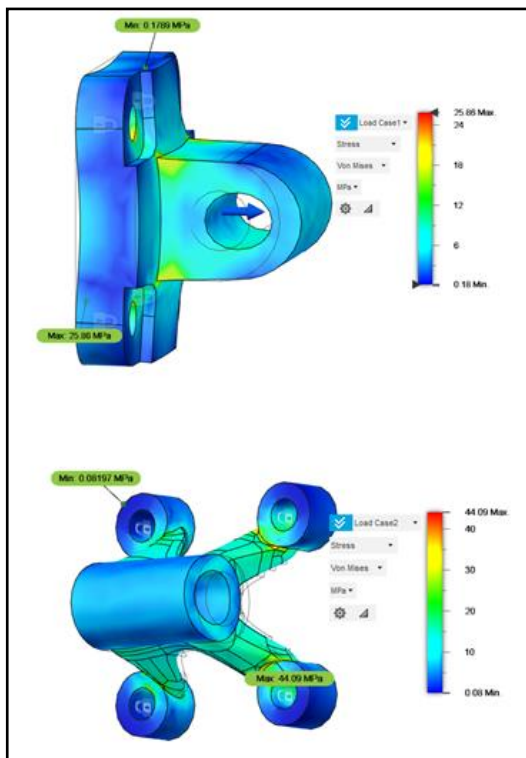 Min: 0.1789 MPa
Load Case1
25.86 Max.
24
Stress
Von Mises
18
MPa
12
6
0.18 Min.
Max: 25.86 MPa
Min: 0.08197 MPa
Load Case2
44.09 Max.
40
Stress
Von Mises
30
MPa
20
10
Max: 44.09 MPa
0.08 Min.